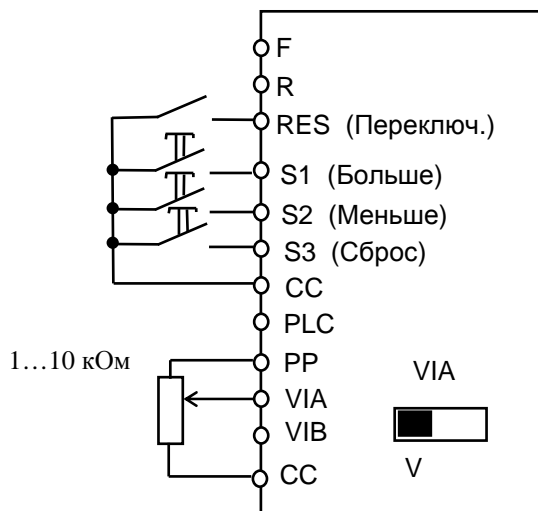 F
R
RES (Переключ.)
S1 (Больше)
S2 (Меньше)
S3 (Сброс)
CC
PLC
1…10 кОм
PP
VIA
VIA
VIB
V
CC